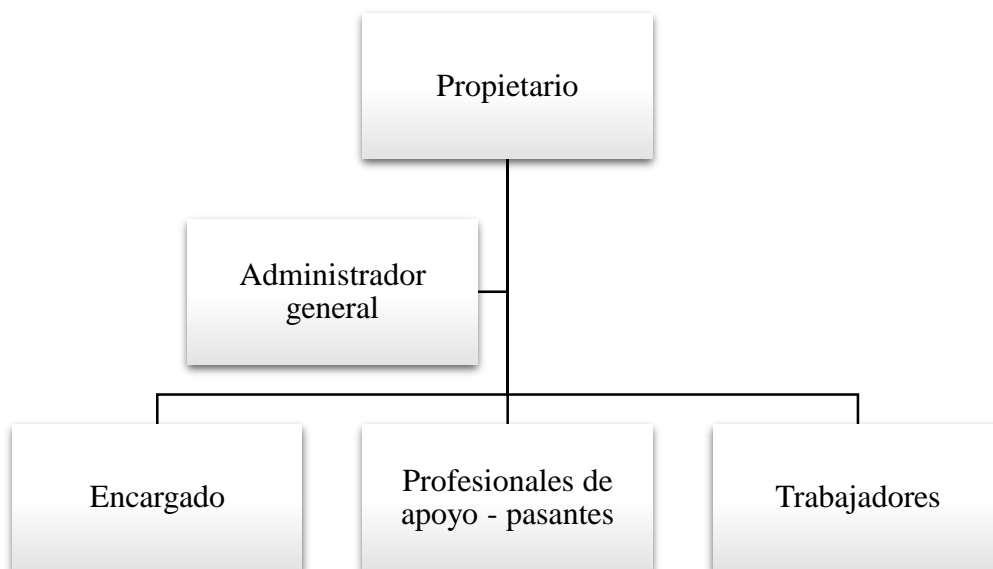 Propietario
Administrador
general
Encargado
Profesionales de
apoyo - pasantes
Trabajadores